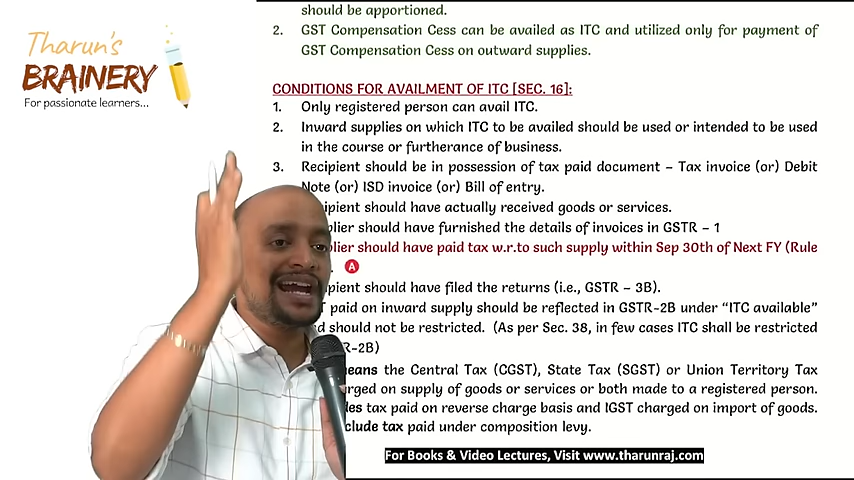 should be apportioned.
2. GST Compensation Cess can be availed as ITC and utilized only for payment of
GST Compensation Cess on outward supplies.
Tharun's
BRAINERY
For passionate learners...
CONDITIONS FOR AVAILMENT OF ITC [SEC. 16]:
1. Only registered person can avail ITC.
2. Inward supplies on which ITC to be availed should be used or intended to be used
in the course or furtherance of business.
3. Recipient should be in possession of tax paid document – Tax invoice (or) Debit
Note (or) ISD invoice (or) Bill of entry.
ipient should have actually received goods or services.
plier should have furnished the details of invoices in GSTR – 1
plier should have paid tax w.r.to such supply within Sep 30th of Next FY (Rule
A
ipient should have filed the returns (i.e., GSTR – 3B).
T paid on inward supply should be reflected in GSTR-2B under “ITC available”
d should not be restricted. (As per Sec. 38, in few cases ITC shall be restricted
R-2B)
eans the Central Tax (CGST), State Tax (SGST) or Union Territory Tax
rged on supply of goods or services or both made to a registered person.
des tax paid on reverse charge basis and IGST charged on import of goods.
clude tax paid under composition levy.
For Books & Video Lectures, Visit www.tharunraj.com